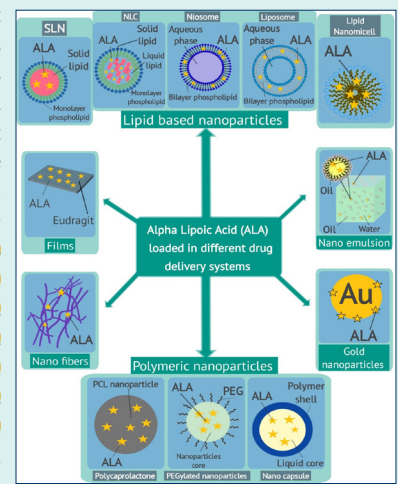 SLN
NLC
Niosome
Liposome
Lipid
Nanomicell
ALA
Solid
lipid
Monolayer
phospholipid
ALA
Solid
lipid
Liquid
lipid
Monolayer
phospholipid
Aqueous
phase
ALA
Bilayer phospholipid
Aqueous
phase
ALA
Bilayer phospholipid
ALA
Lipid based nanoparticles
ALA
Eudragit
Films
Alpha Lipoic Acid (ALA)
loaded in different drug
delivery systems
ALA
Oil
Oil
Water
Nano emulsion
ALA
Nano fibers
Au
ALA
Gold
nanoparticles
Polymeric nanoparticles
PCL nanoparticle
ALA
Polycaprolactone
ALA
PEG
Nanoparticles
core
PEGylated nanoparticles
ALA
Polymer
shell
Liquid core
Nano capsule